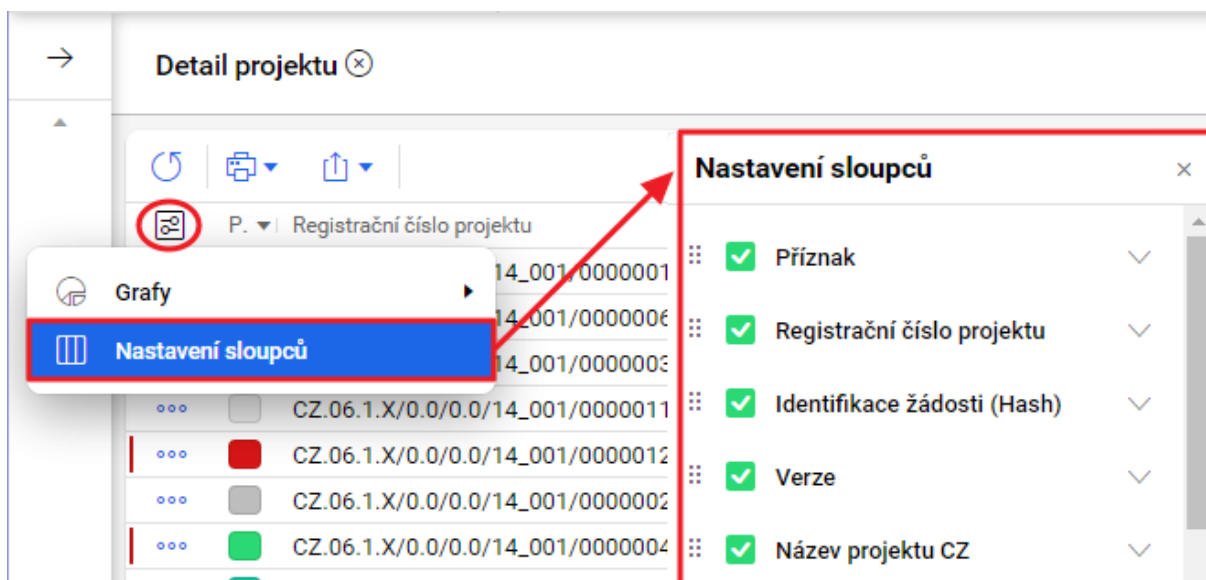 Detail projektu
P.
Registrační číslo projektu
Grafy
Nastavení sloupců
14_001/0000001
14_001/0000006
14_001/0000003
CZ.06.1.X/0.0/0.0/14_001/0000011
CZ.06.1.X/0.0/0.0/14_001/0000012
CZ.06.1.X/0.0/0.0/14_001/0000002
CZ.06.1.X/0.0/0.0/14_001/0000004
Nastavení sloupců
Příznak
Registrační číslo projektu
Identifikace žádosti (Hash)
Verze
Název projektu CZ